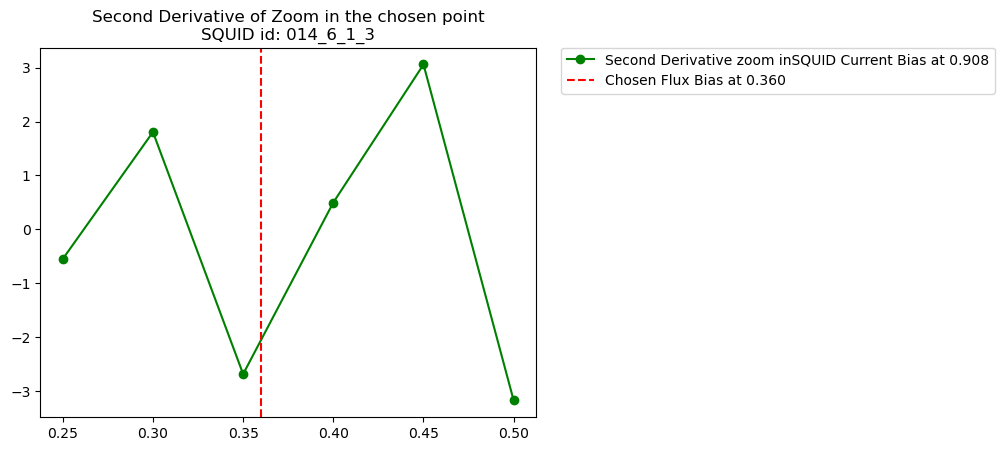 Second Derivative of Zoom in the chosen point
SQUID id: 014_6_1_3
Second Derivative zoom inSQUID Current Bias at 0.908
Chosen Flux Bias at 0.360
3
2
1
0
−1
−2
−3
0.25 0.30 0.35 0.40 0.45 0.50